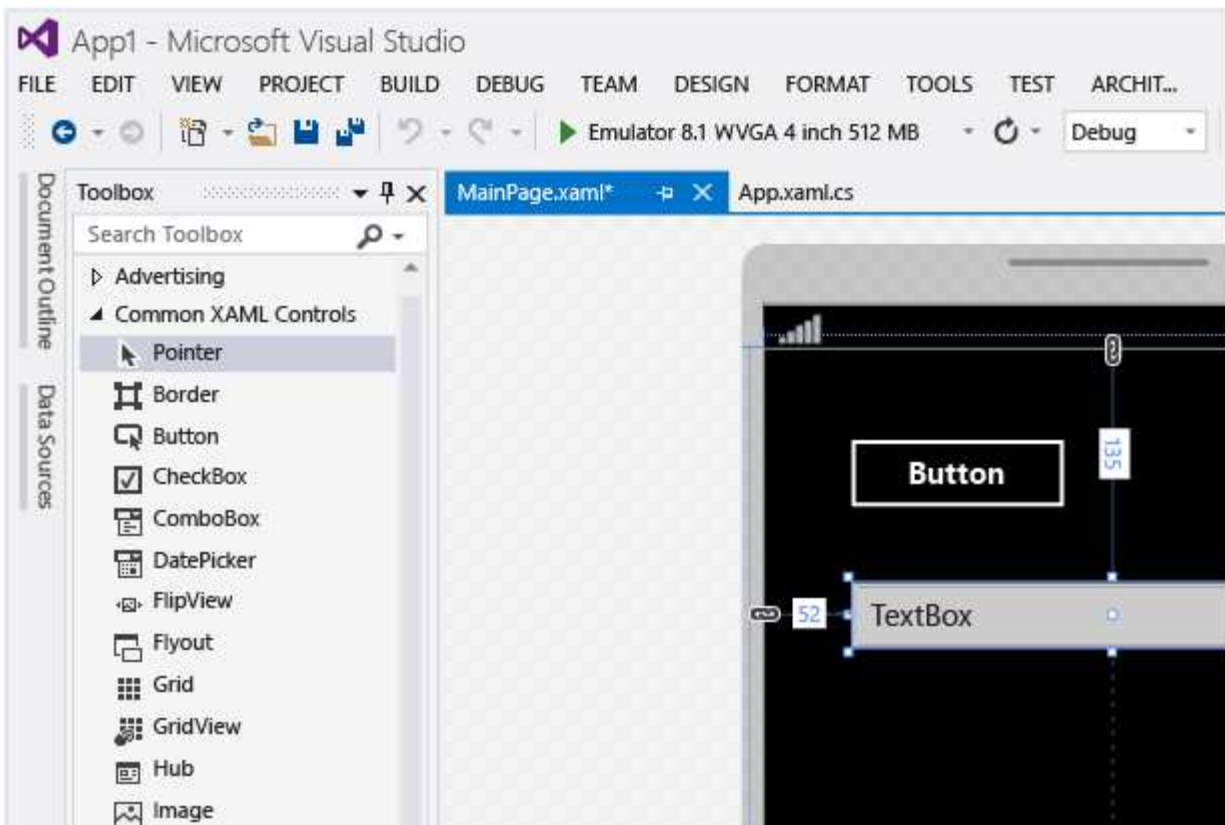 App1 - Microsoft Visual Studio
FILE EDIT VIEW PROJECT BUILD DEBUG TEAM DESIGN FORMAT TOOLS TEST ARCHIT...
Emulator 8.1 WVGA 4 inch 512 MB Debug
Document Outline
Data Sources
Toolbox
Search Toolbox
Advertising
Common XAML Controls
Pointer
Border
Button
CheckBox
ComboBox
DatePicker
FlipView
Flyout
Grid
GridView
Hub
Image
MainPage.xaml* App.xaml.cs
Button
135
52
TextBox